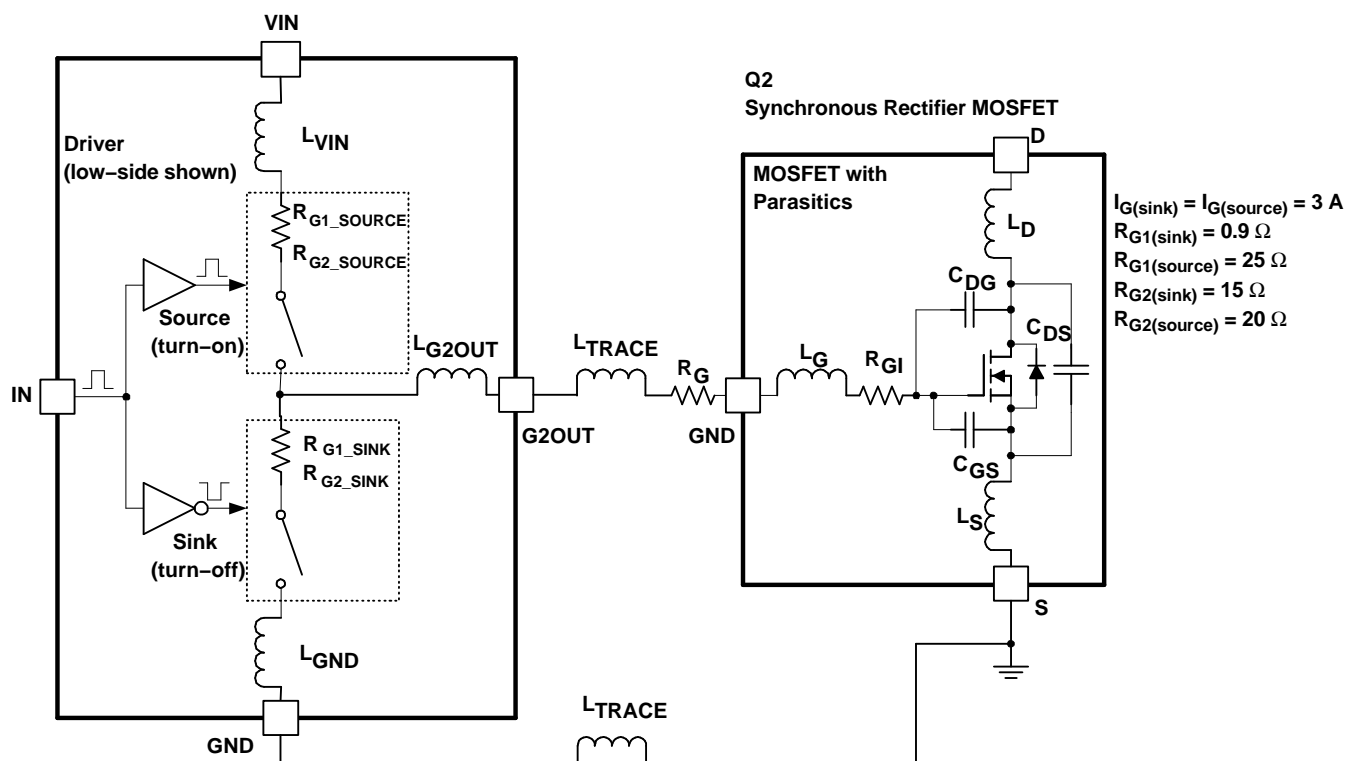 VIN
Driver
(low–side shown)
LVIN
RG1_SOURCE
RG2_SOURCE
Source
(turn–on)
IN
LG2OUT
G2OUT
RG1_SINK
RG2_SINK
Sink
(turn–off)
LGND
GND
LTRACE
RG
LTRACE
Q2
Synchronous Rectifier MOSFET
D
MOSFET with
Parasitics
LD
CDG
CDS
LG
RGI
GND
CGS
LS
S
IG(sink) = IG(source) = 3 A
RG1(sink) = 0.9 Ω
RG1(source) = 25 Ω
RG2(sink) = 15 Ω
RG2(source) = 20 Ω